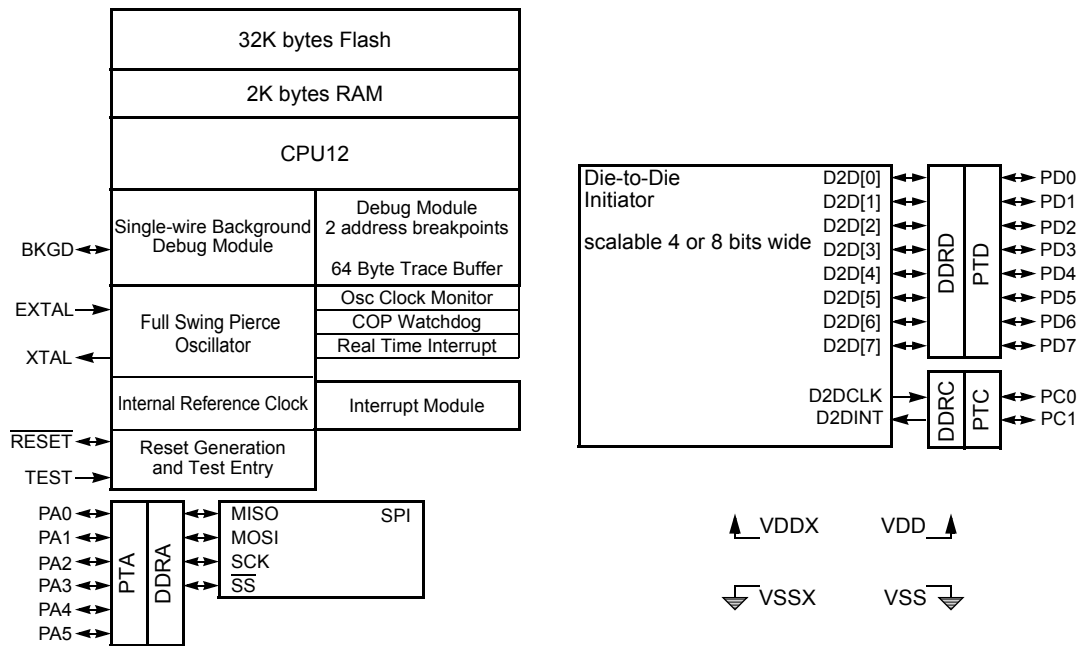 32K bytes Flash
2K bytes RAM
CPU12
Single-wire Background
Debug Module
Debug Module
2 address breakpoints
64 Byte Trace Buffer
BKGD
EXTAL
XTAL
Full Swing Pierce
Oscillator
Osc Clock Monitor
COP Watchdog
Real Time Interrupt
Internal Reference Clock
Interrupt Module
RESET
TEST
Reset Generation
and Test Entry
PA0
PA1
PA2
PA3
PA4
PA5
PTA
DDRA
MISO
MOSI
SCK
SS
SPI
Die-to-Die
Initiator
scalable 4 or 8 bits wide
D2D[0]
D2D[1]
D2D[2]
D2D[3]
D2D[4]
D2D[5]
D2D[6]
D2D[7]
D2DCLK
D2DINT
DDRD
PTD
PD0
PD1
PD2
PD3
PD4
PD5
PD6
PD7
DDRC
PTC
PC0
PC1
VDDX
VDD
VSSX
VSS